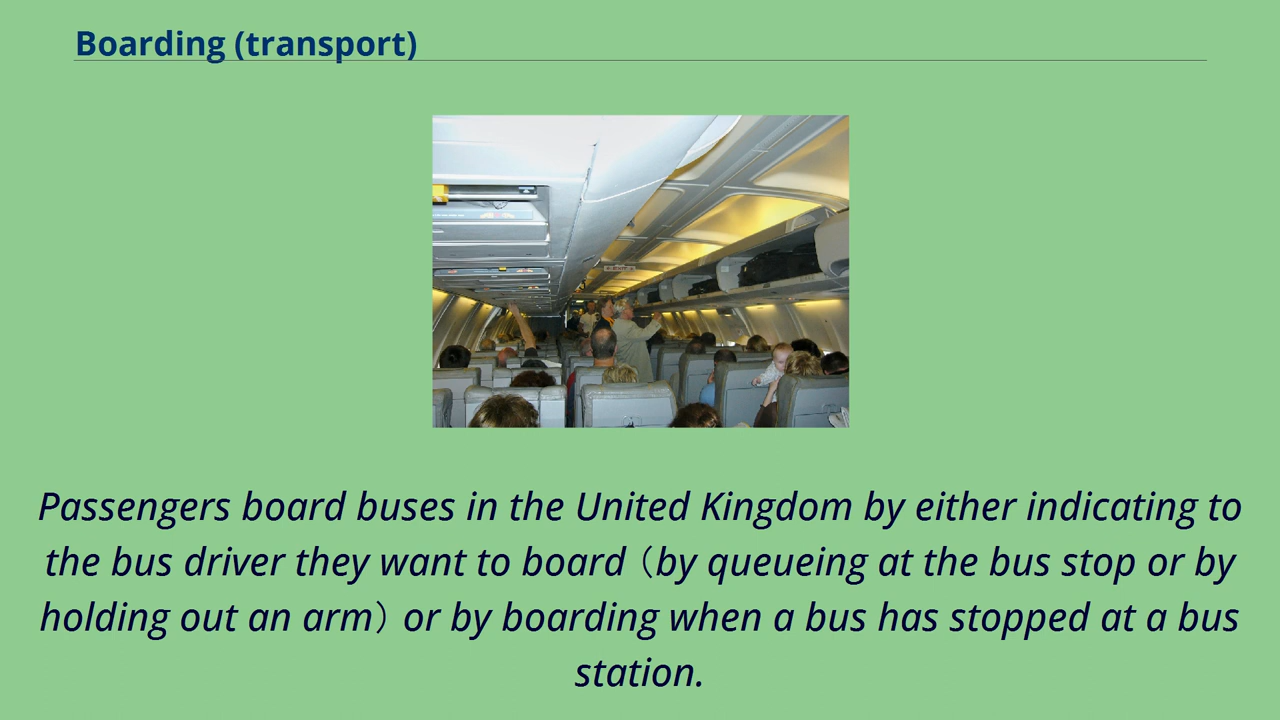 Boarding (transport)
Passengers board buses in the United Kingdom by either indicating to
the bus driver they want to board（by queueing at the bus stop or by
holding out an arm）or by boarding when a bus has stopped at a bus
station.